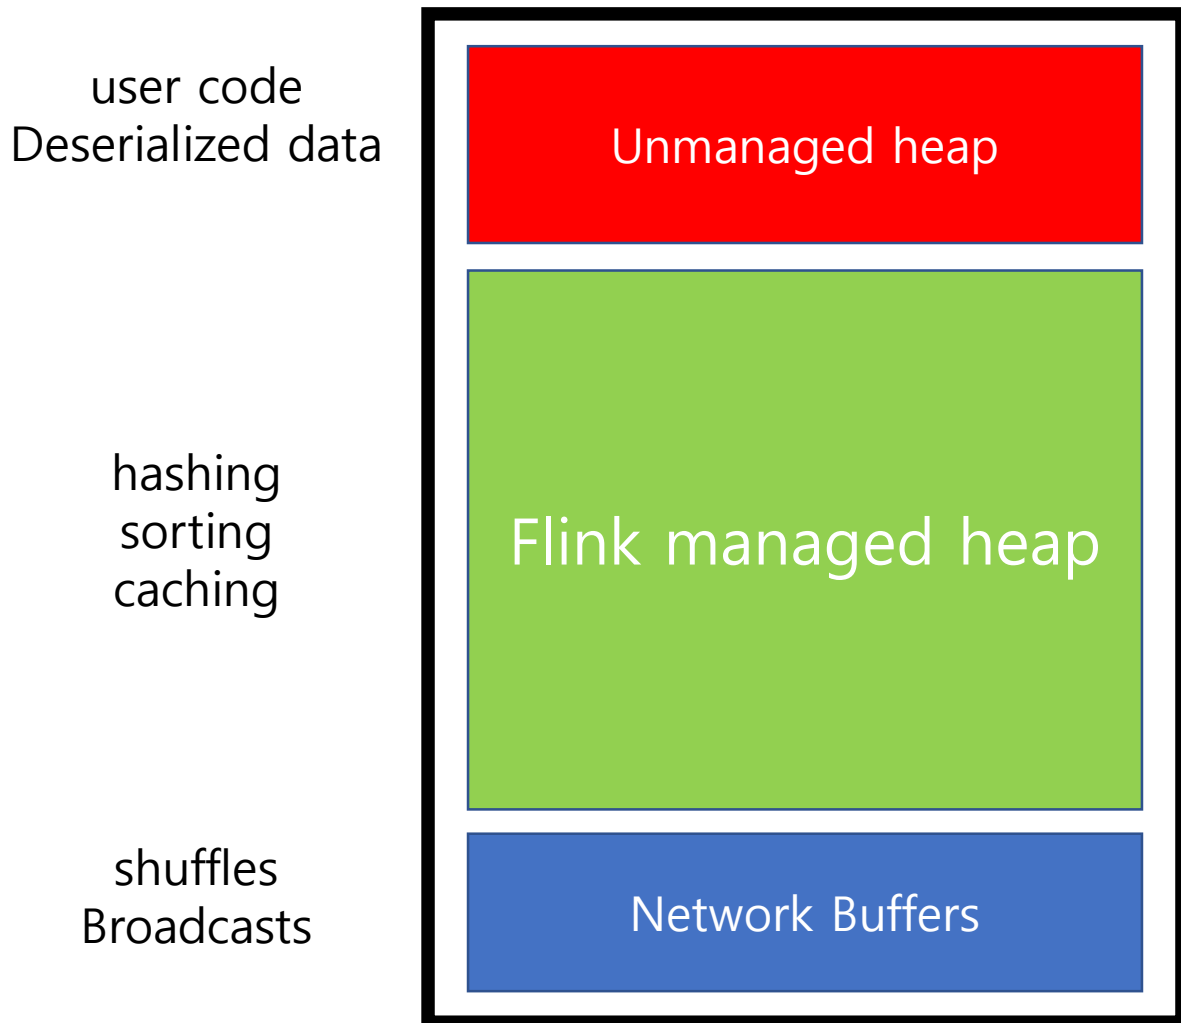 user code
Deserialized data
Unmanaged heap
hashing
sorting
caching
Flink managed heap
shuffles
Broadcasts
Network Buffers